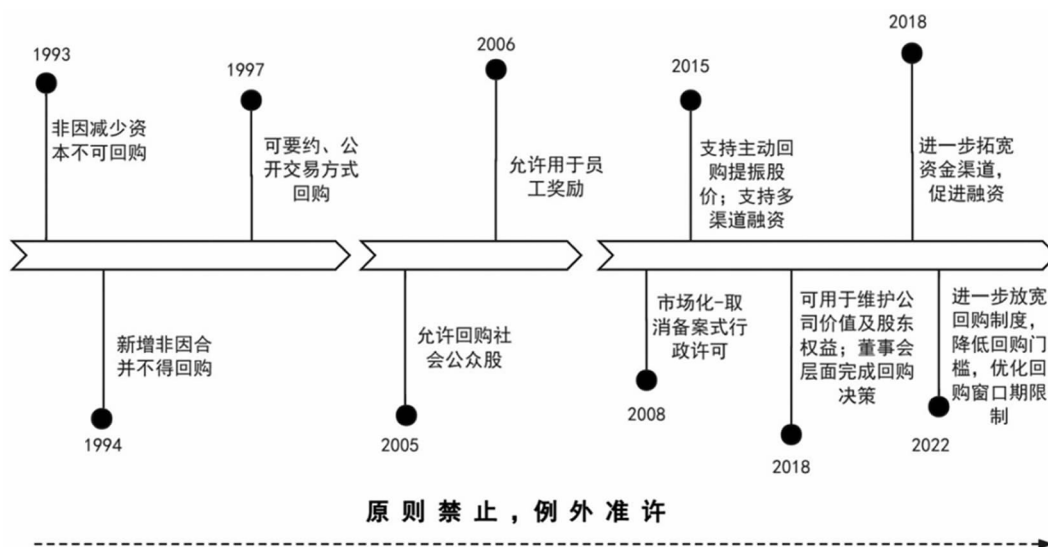 1993
非因减少资
本不可回购
1997
可要约、公
开交易方式
回购
2006
允许用于员
工奖励
2015
支持主动回
购提振股
价；支持多
渠道融资
2018
进一步拓宽
资金渠道，
促进融资
新增非因合
并不得回购
1994
允许回购社
会公众股
2005
市场化-取
消备案式行
政许可
2008
可用于维护公
司价值及股东
权益；董事会
层面完成回购
决策
2018
进一步放宽
回购制度，
降低回购门
槛，优化回
购窗口期限
制
2022
原则禁止，例外准许